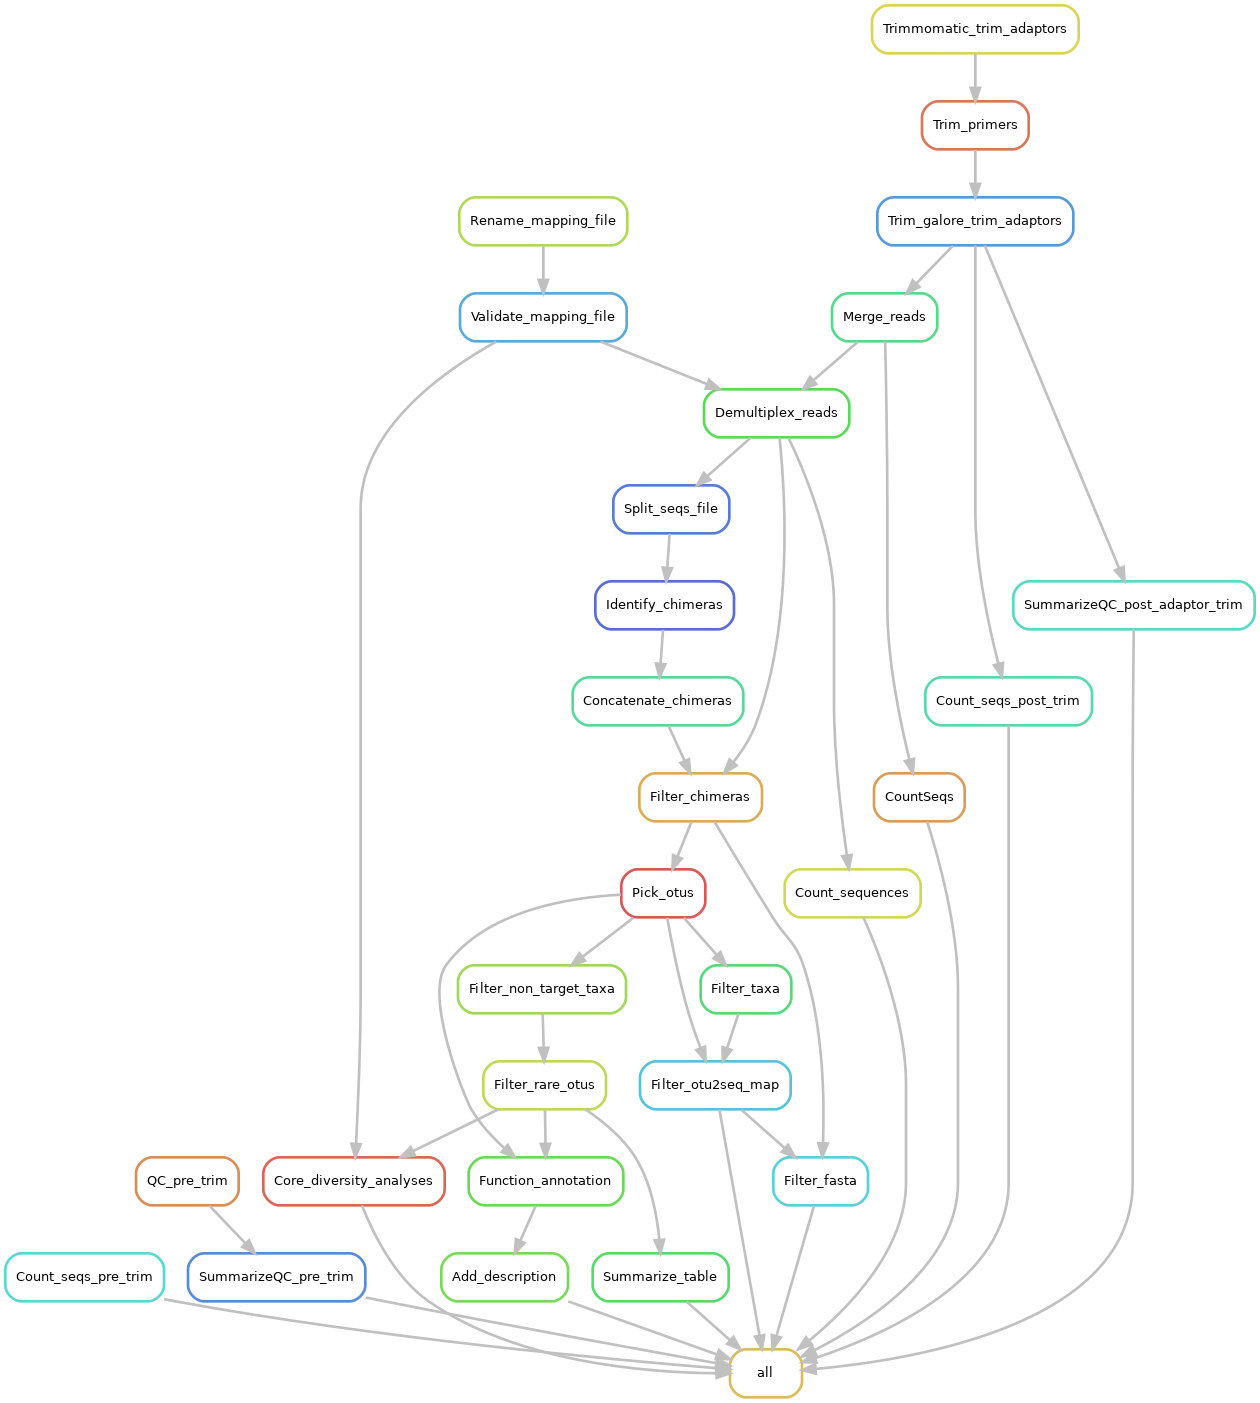 Trimmomatic_trim_adaptors
Trim_primers
Rename_mapping_file
Trim_galore_trim_adaptors
Validate_mapping_file
Merge_reads
Demultiplex_reads
Split_seqs_file
Identify_chimeras
SummarizeQC_post_adaptor_trim
Concatenate_chimeras
Count_seqs_post_trim
Filter_chimeras
CountSeqs
Pick_otus
Count_sequences
Filter_non_target_taxa
Filter_taxa
Filter_rare_otus
Filter_otu2seq_map
QC_pre_trim
Core_diversity_analyses
Function_annotation
Filter_fasta
Count_seqs_pre_trim
SummarizeQC_pre_trim
Add_description
Summarize_table
all